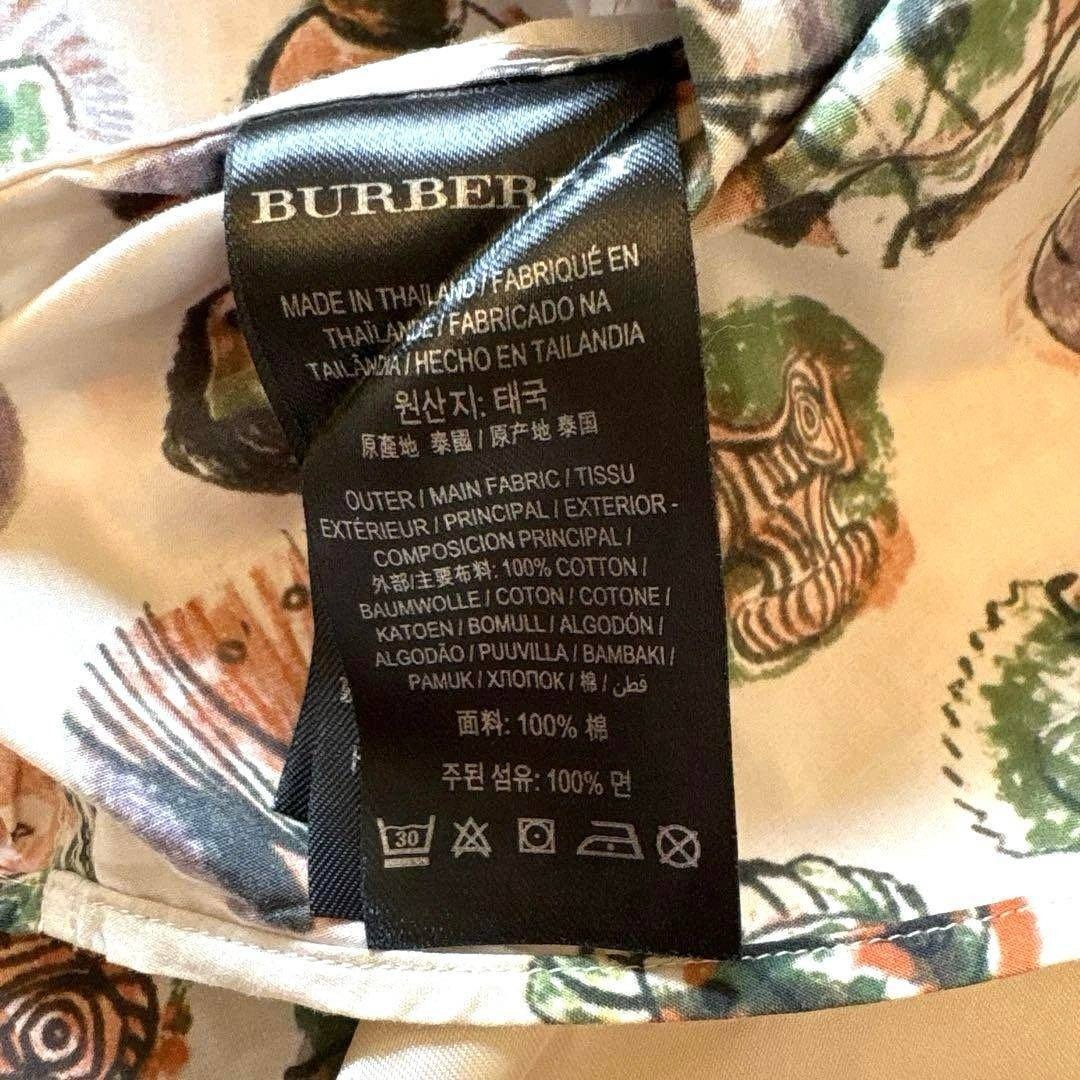 BURBERRY
MADE IN THAILAND / FABRIQUÉ EN
THAÏLANDE / FABRICADO NA
TAILÂNDIA / HECHO EN TAILANDIA
원산지: 태국
原產地 泰國 / 原产地 泰国
OUTER / MAIN FABRIC / TISSU
EXTÉRIEUR / PRINCIPAL / EXTERIOR -
COMPOSICION PRINCIPAL /
外部/主要布料: 100% COTTON /
BAUMWOLLE / COTON / COTONE /
KATOEN / BOMULL / ALGODÓN /
ALGODÃO / PUUVILLA / BAMBAKI /
PAMUK / ХЛОПОК / 棉 / قطن
面料: 100% 棉
주된 섬유: 100% 면
30